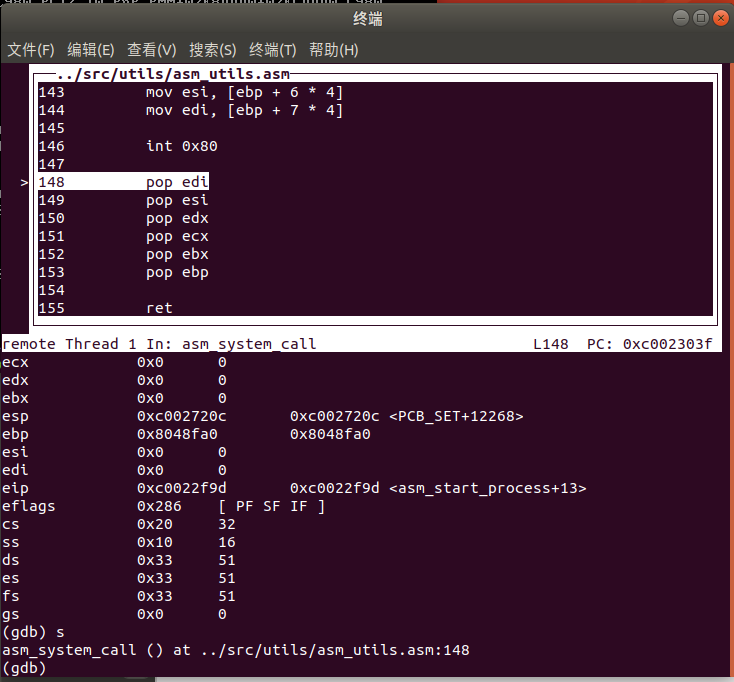 终端
文件(F) 编辑(E) 查看(V) 搜索(S) 终端(T) 帮助(H)
../src/utils/asm_utils.asm
143 mov esi, [ebp + 6 * 4]
144 mov edi, [ebp + 7 * 4]
145
146 int 0x80
147
>148 pop edi
149 pop esi
150 pop edx
151 pop ecx
152 pop ebx
153 pop ebp
154
155 ret
remote Thread 1 In: asm_system_call L148 PC: 0xc002303f
ecx 0x0 0
edx 0x0 0
ebx 0x0 0
esp 0xc002720c 0xc002720c <PCB_SET+12268>
ebp 0x8048fa0 0x8048fa0
esi 0x0 0
edi 0x0 0
eip 0xc0022f9d 0xc0022f9d <asm_start_process+13>
eflags 0x286 [ PF SF IF ]
cs 0x20 32
ss 0x10 16
ds 0x33 51
es 0x33 51
fs 0x33 51
gs 0x0 0
(gdb) s
asm_system_call () at ../src/utils/asm_utils.asm:148
(gdb)